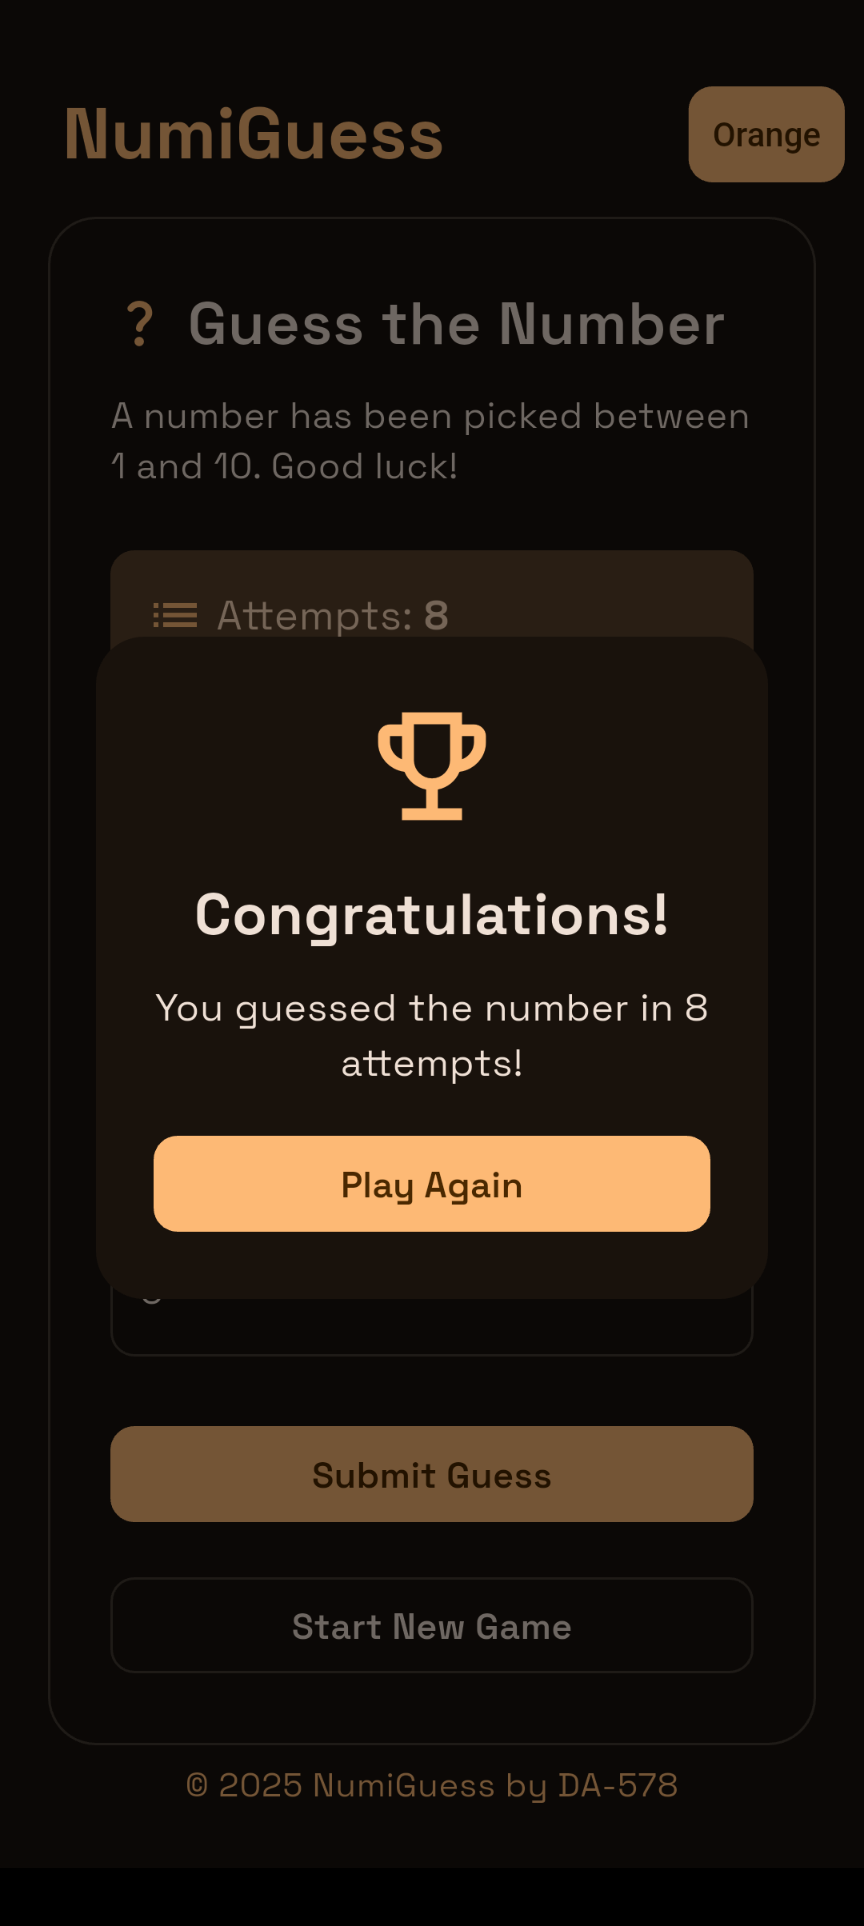 NumiGuess
Orange
? Guess the Number
A number has been picked between
1 and 10. Good luck!
Attempts: 8
Congratulations!
You guessed the number in 8
attempts!
Play Again
Submit Guess
Start New Game
© 2025 NumiGuess by DA-578